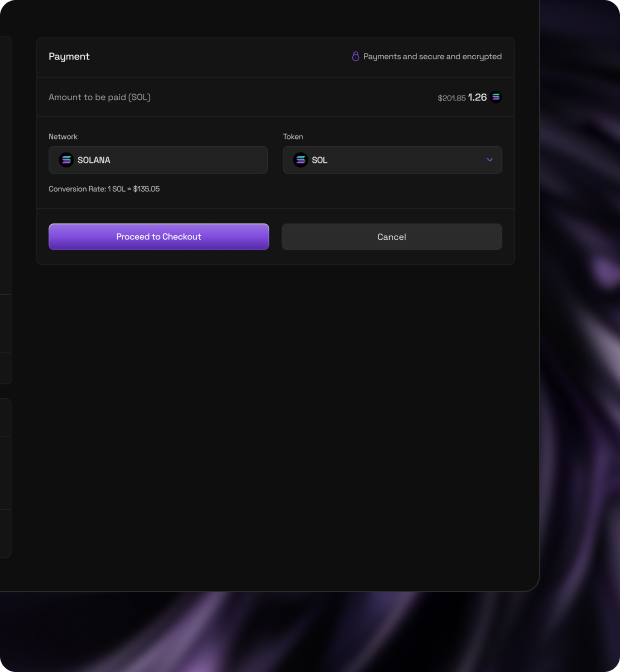 Payment
Payments and secure and encrypted
Amount to be paid (SOL)
$201.85 1.26
Network
Token
SOLANA
SOL
Conversion Rate: 1 SOL = $135.05
Proceed to Checkout
Cancel